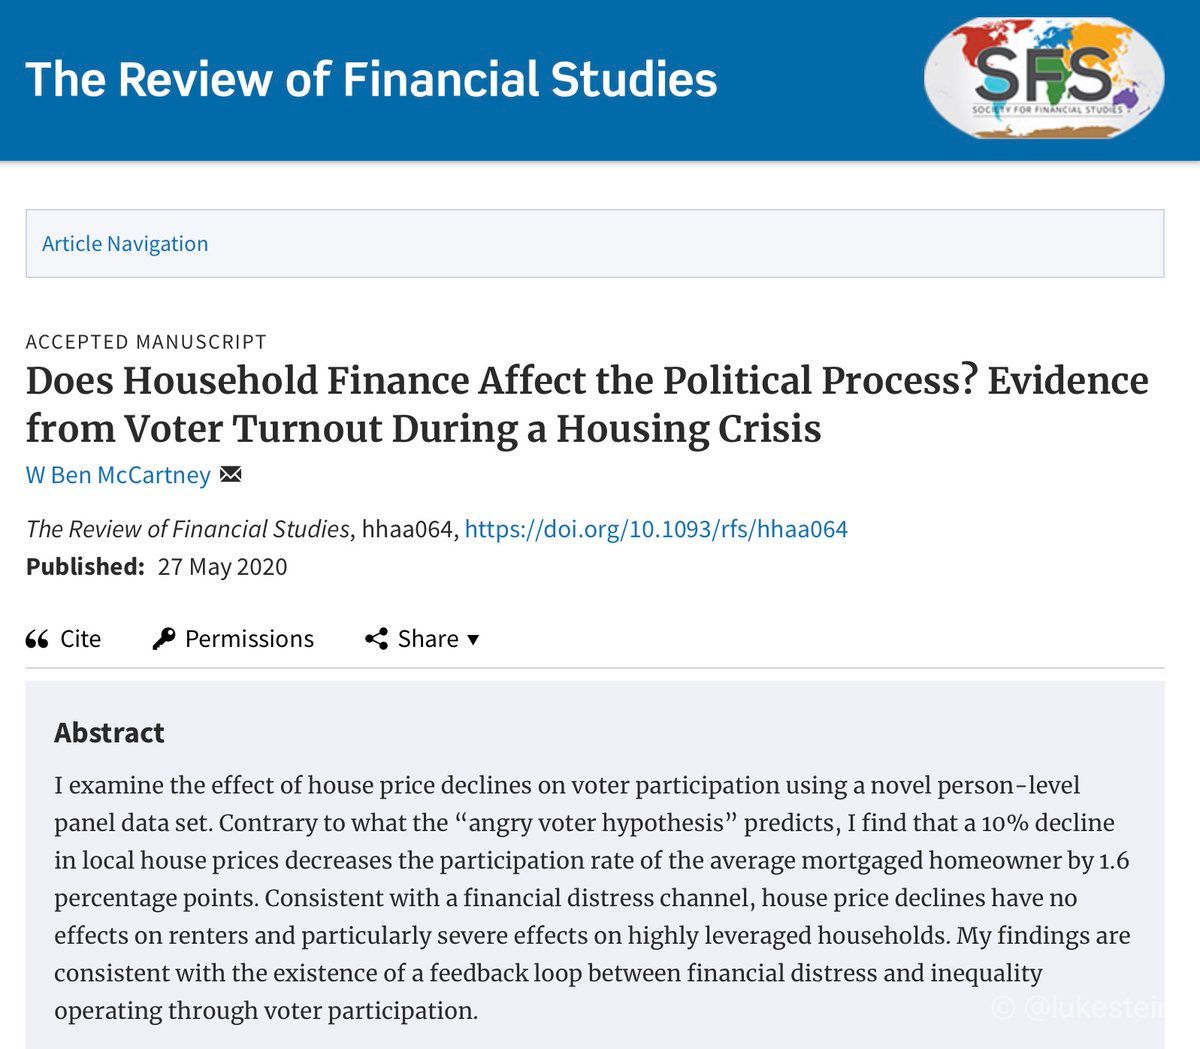 The Review of Financial Studies
SFS
SOCIETY FOR FINANCIAL STUDIES
Article Navigation
ACCEPTED MANUSCRIPT
Does Household Finance Affect the Political Process? Evidence
from Voter Turnout During a Housing Crisis
W Ben McCartney
The Review of Financial Studies, hhaa064, https://doi.org/10.1093/rfs/hhaa064
Published: 27 May 2020
Cite Permissions Share
Abstract
I examine the effect of house price declines on voter participation using a novel person-level
panel data set. Contrary to what the “angry voter hypothesis” predicts, I find that a 10% decline
in local house prices decreases the participation rate of the average mortgaged homeowner by 1.6
percentage points. Consistent with a financial distress channel, house price declines have no
effects on renters and particularly severe effects on highly leveraged households. My findings are
consistent with the existence of a feedback loop between financial distress and inequality
operating through voter participation.